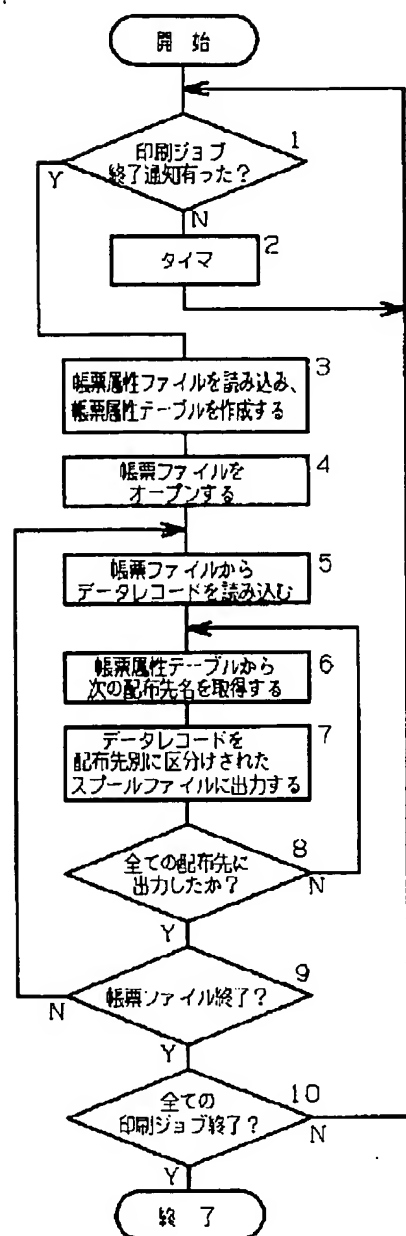 開 始
1
印刷ジョブ
終了通知有った?
Y
N
2
タイマ
3
帳票属性ファイルを読み込み、
帳票属性テーブルを作成する
4
帳票ファイルを
オープンする
5
帳票ファイルから
データレコードを読み込む
6
帳票属性テーブルから
次の配布先名を取得する
7
データレコードを
配布先別に区分けされた
スプールファイルに出力する
8
全ての配布先に
出力したか?
N
Y
9
帳票ファイル終了?
N
Y
10
全ての
印刷ジョブ終了?
N
Y
終 了